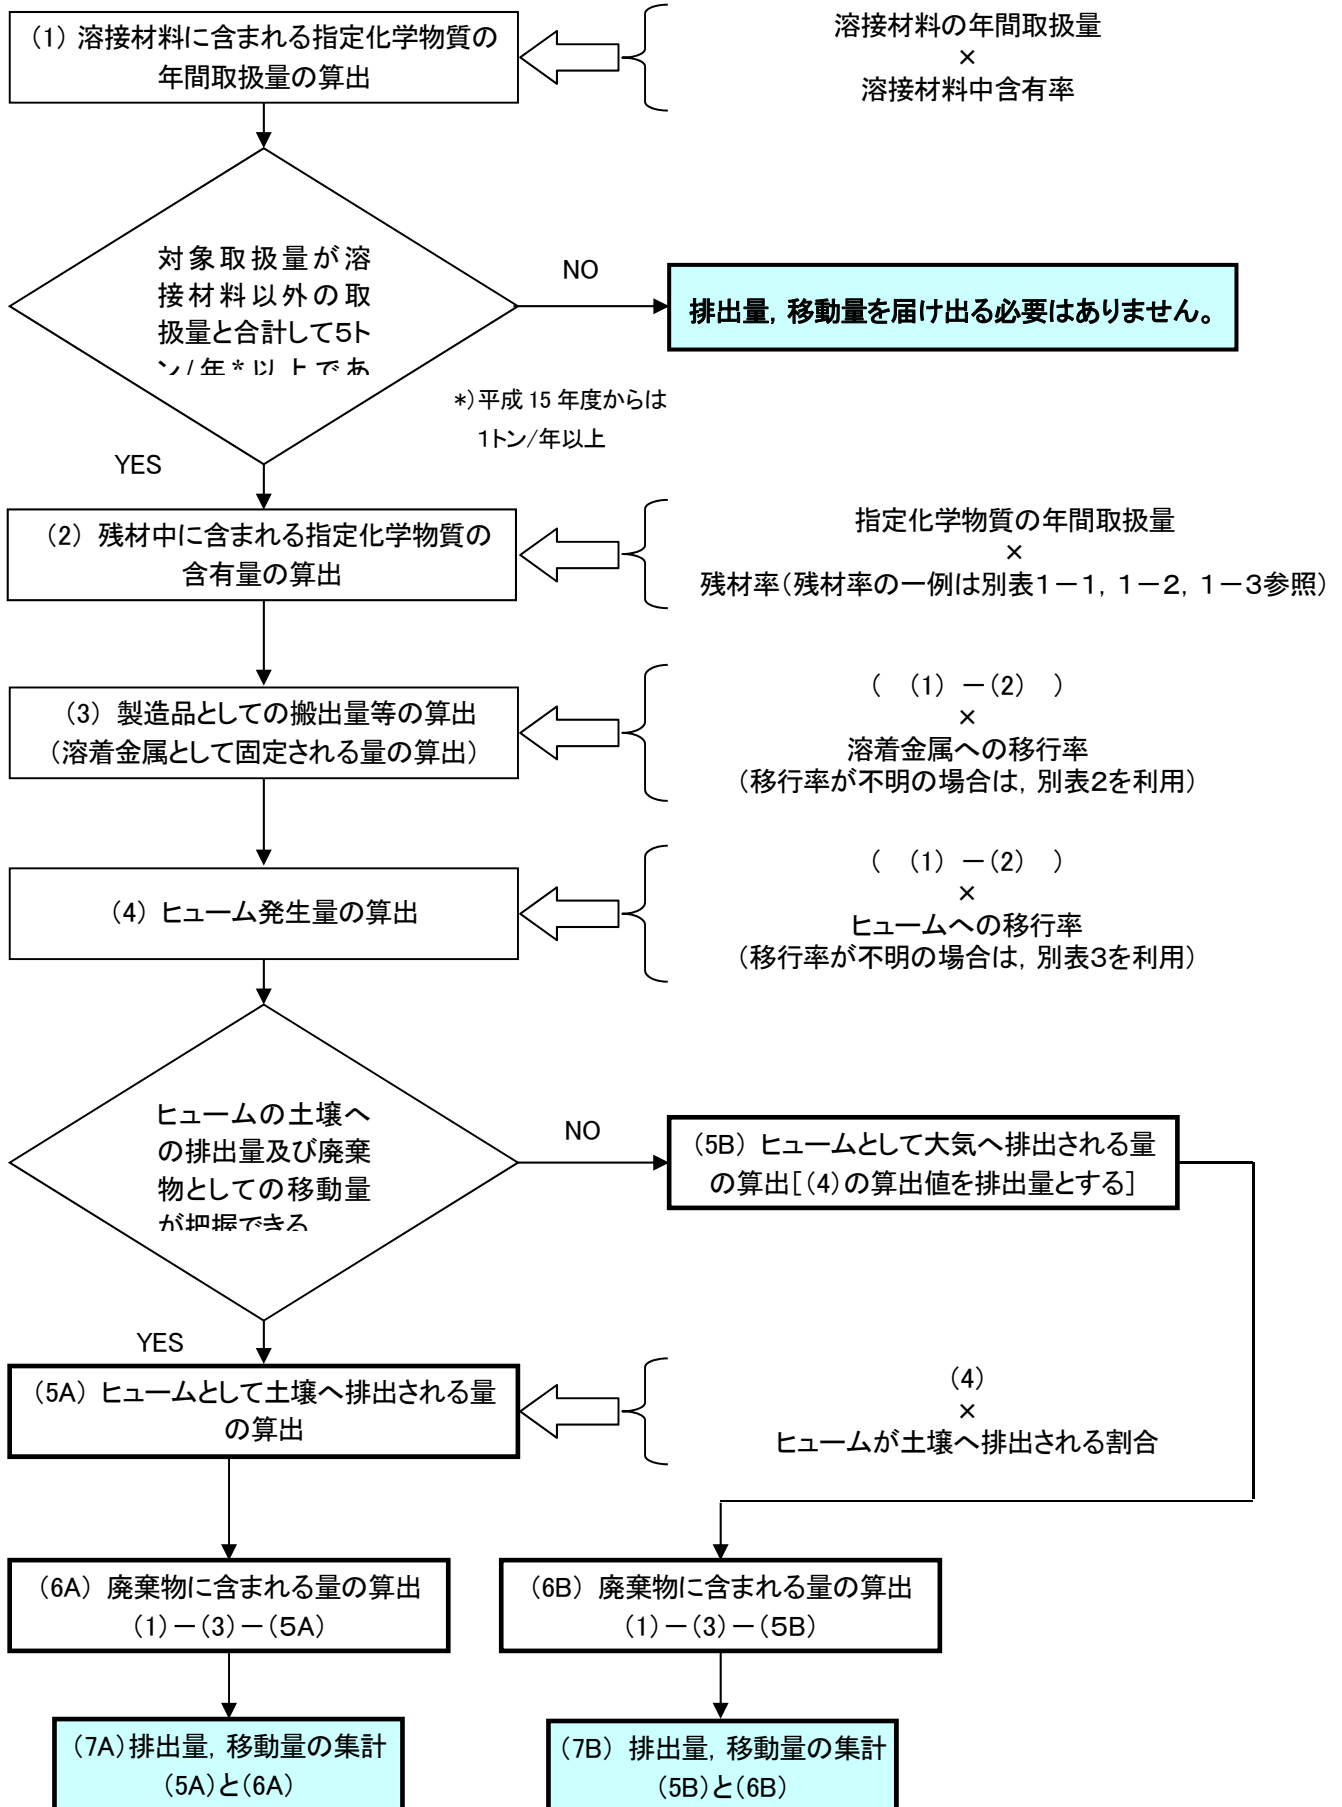 (1) 溶接材料に含まれる指定化学物質の
年間取扱量の算出
溶接材料の年間取扱量
×
溶接材料中含有率
対象取扱量が溶
接材料以外の取
扱量と合計して5ト
ン/年*以上であ
NO
排出量, 移動量を届け出る必要はありません。
*)平成 15 年度からは
1トン/年以上
YES
(2) 残材中に含まれる指定化学物質の
含有量の算出
指定化学物質の年間取扱量
×
残材率(残材率の一例は別表1-1, 1-2, 1-3参照)
(3) 製造品としての搬出量等の算出
(溶着金属として固定される量の算出)
( (1) -(2) )
×
溶着金属への移行率
(移行率が不明の場合は, 別表2を利用)
(4) ヒューム発生量の算出
( (1) -(2) )
×
ヒュームへの移行率
(移行率が不明の場合は, 別表3を利用)
ヒュームの土壌へ
の排出量及び廃棄
物としての移動量
が把握できる
NO
(5B) ヒュームとして大気へ排出される量
の算出[(4)の算出値を排出量とする]
YES
(5A) ヒュームとして土壌へ排出される量
の算出
(4)
×
ヒュームが土壌へ排出される割合
(6A) 廃棄物に含まれる量の算出
(1)-(3)-(5A)
(6B) 廃棄物に含まれる量の算出
(1)-(3)-(5B)
(7A)排出量, 移動量の集計
(5A)と(6A)
(7B) 排出量, 移動量の集計
(5B)と(6B)